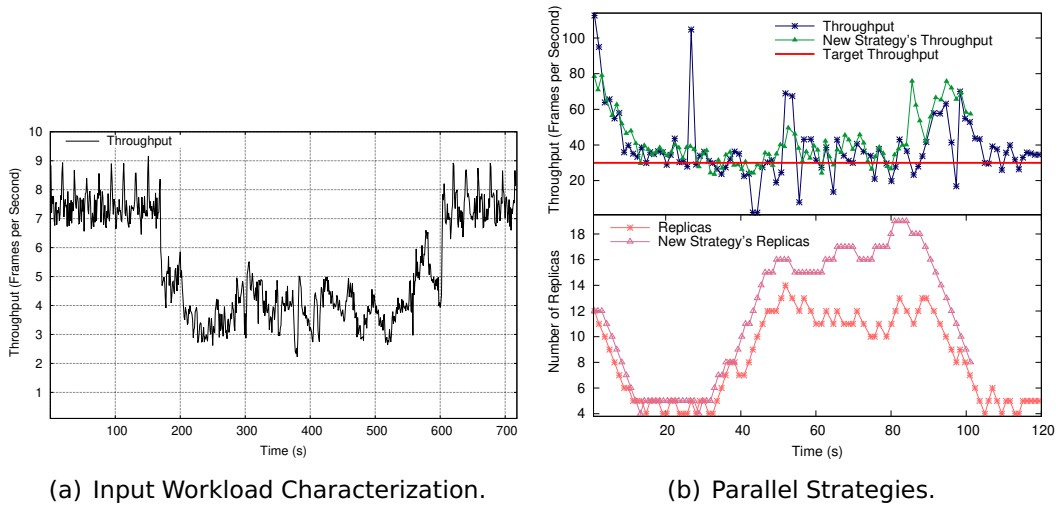 Throughput (Frames per Second)
10
9
8
7
6
5
4
3
2
1
Throughput
100 200 300 400 500 600 700
Time (s)
(a) Input Workload Characterization.
Throughput (Frames per Second)
100
80
60
40
20
Throughput
New Strategy's Throughput
Target Throughput
Number of Replicas
18
16
14
12
10
8
6
4
Replicas
New Strategy's Replicas
0 20 40 60 80 100 120
Time (s)
(b) Parallel Strategies.